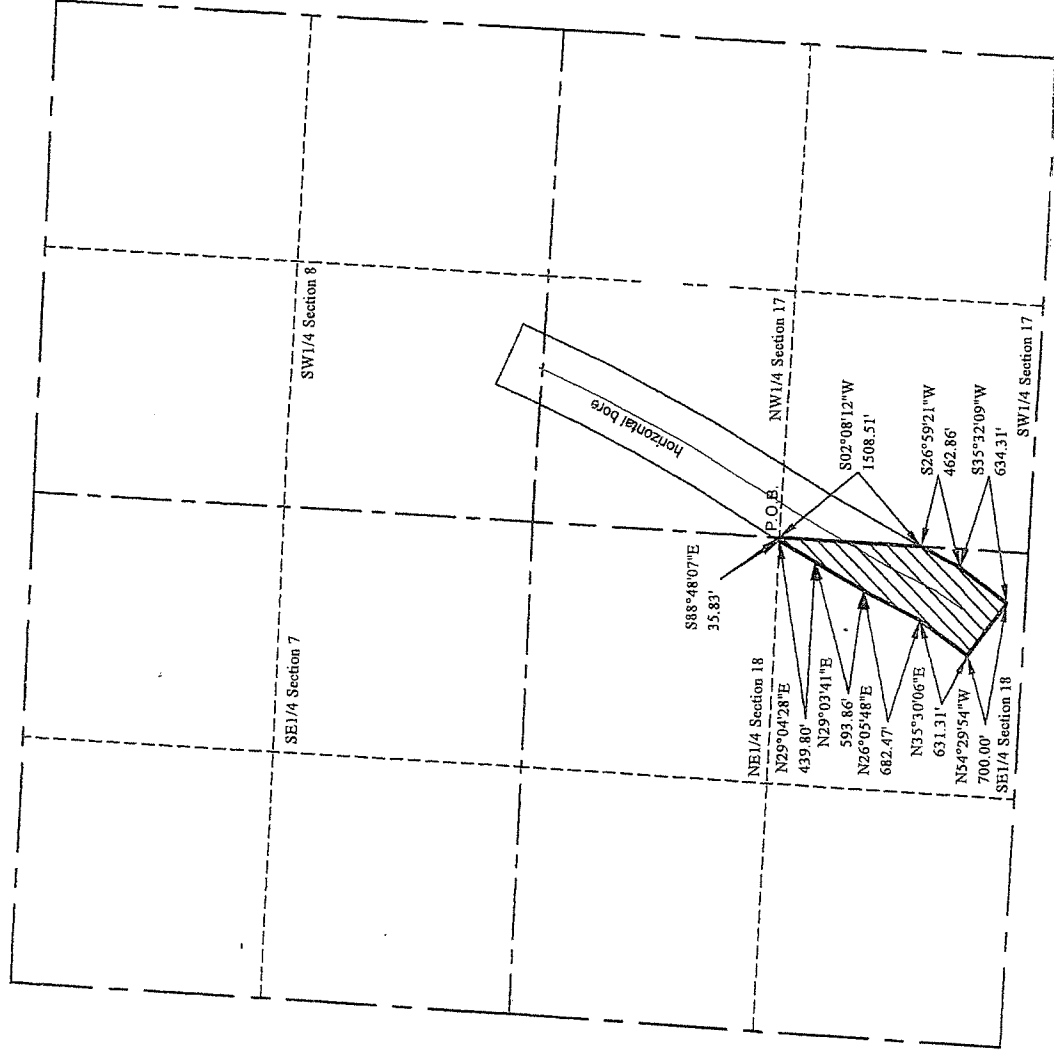 SW1/4 Section 8
SE1/4 Section 7
horizontal bore
NW1/4 Section 17
P.O.B
S88°48'07"E
35.83'
NE1/4 Section 18
N29°04'28"E
439.80'
N29°03'41"E
593.86'
N26°05'48"E
682.47'
N35°30'06"E
631.31'
N54°29'54"W
700.00'
SE1/4 Section 18
S02°08'12"W
1508.51'
S26°59'21"W
462.86'
S35°32'09"W
634.31'
SW1/4 Section 17